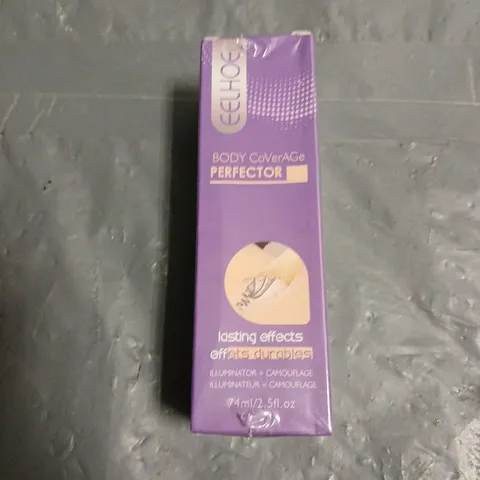 EELHOE
BODY CoVerAGe
PERFECTOR
lasting effects
effets durables
ILLUMINATOR + CAMOUFLAGE
ILLUMINATEUR + CAMOUFLAGE
74ml/2.5fl.oz